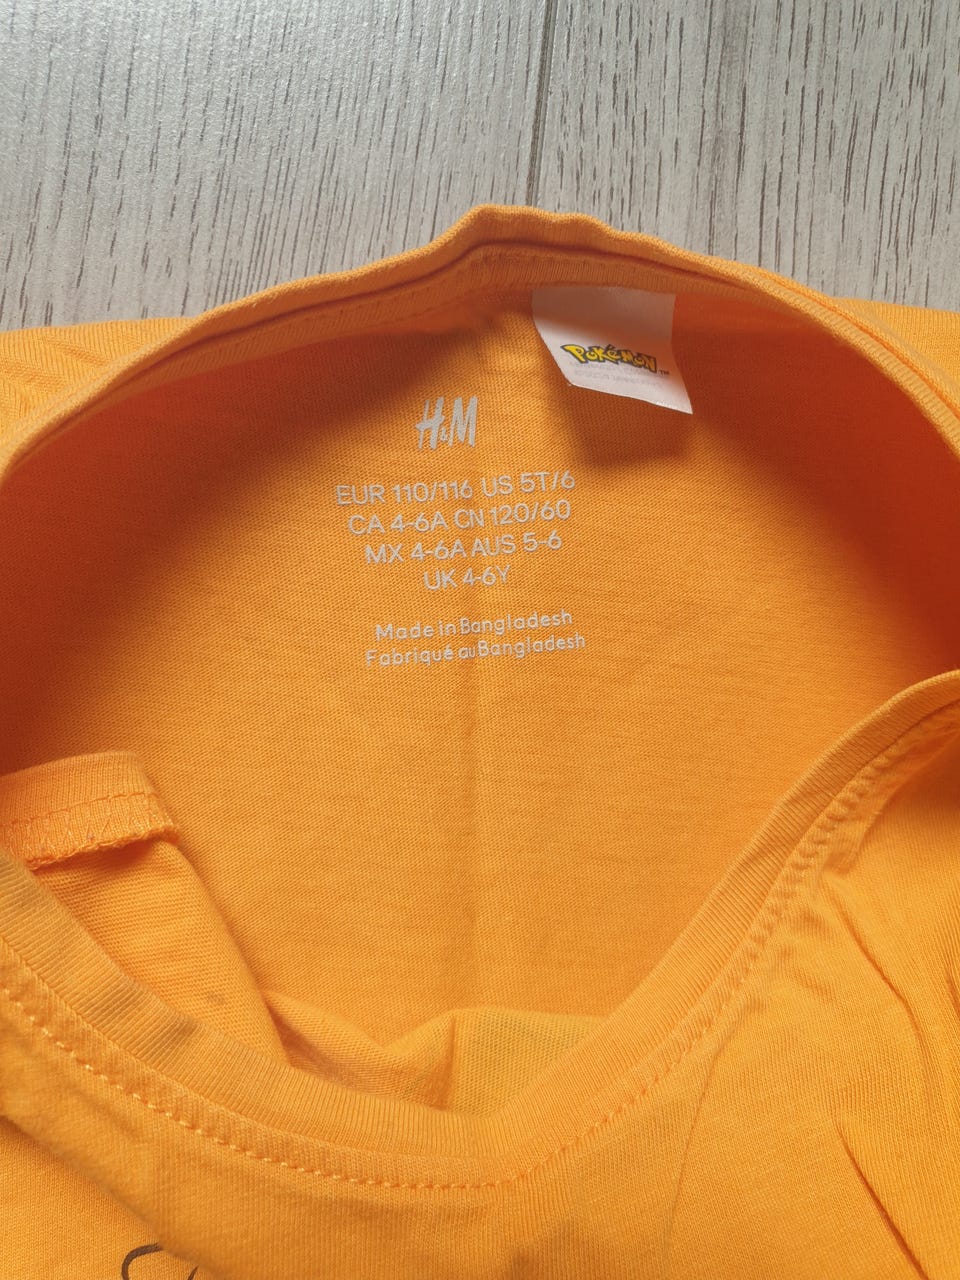 POKéMON™
H&M
EUR 110/116 US 5T/6
CA 4-6A CN 120/60
MX 4-6A AUS 5-6
UK 4-6Y
Made in Bangladesh
Fabriqué au Bangladesh